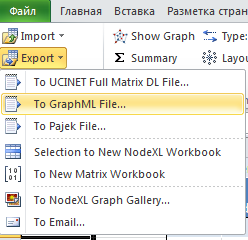 Файл Главная Вставка Разметка стран
Import Show Graph Type:
Export Summary Layout:
To UCINET Full Matrix DL File...
To GraphML File...
To Pajek File...
Selection to New NodeXL Workbook
To New Matrix Workbook
To NodeXL Graph Gallery...
To Email...